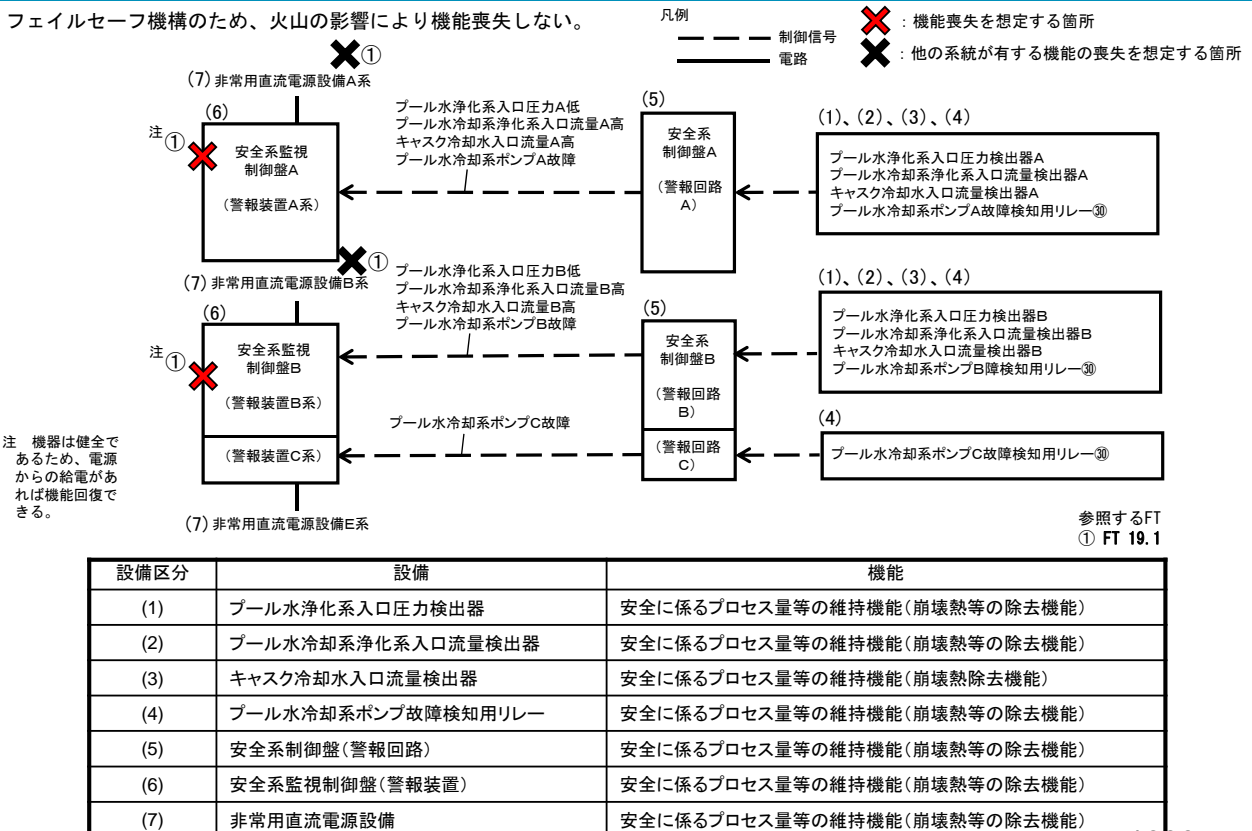 フェイルセーフ機構のため、火山の影響により機能喪失しない。
凡例
制御信号
電路
：機能喪失を想定する箇所
：他の系統が有する機能の喪失を想定する箇所
①
(7)非常用直流電源設備A系
(6)
注①
安全系監視
制御盤A
（警報装置A系）
プール水浄化系入口圧力A低
プール水冷却系浄化系入口流量A高
キャスク冷却水入口流量A高
プール水冷却系ポンプA故障
(5)
安全系
制御盤A
（警報回路
A）
(1)、(2)、(3)、(4)
プール水浄化系入口圧力検出器A
プール水冷却系浄化系入口流量検出器A
キャスク冷却水入口流量検出器A
プール水冷却系ポンプA故障検知用リレー㉚
①
(7)非常用直流電源設備B系
(6)
注①
安全系監視
制御盤B
（警報装置B系）
（警報装置C系）
プール水浄化系入口圧力B低
プール水冷却系浄化系入口流量B高
キャスク冷却水入口流量B高
プール水冷却系ポンプB故障
プール水冷却系ポンプC故障
(5)
安全系
制御盤B
（警報回路
B）
（警報回路
C）
(1)、(2)、(3)、(4)
プール水浄化系入口圧力検出器B
プール水冷却系浄化系入口流量検出器B
キャスク冷却水入口流量検出器B
プール水冷却系ポンプB障検知用リレー㉚
(4)
プール水冷却系ポンプC故障検知用リレー㉚
注　機器は健全で
あるため、電源
からの給電があ
れば機能回復で
きる。
(7)非常用直流電源設備E系
参照するFT
① FT 19.1
設備区分　設備　機能
(1)　プール水浄化系入口圧力検出器　安全に係るプロセス量等の維持機能（崩壊熱等の除去機能）
(2)　プール水冷却系浄化系入口流量検出器　安全に係るプロセス量等の維持機能（崩壊熱等の除去機能）
(3)　キャスク冷却水入口流量検出器　安全に係るプロセス量等の維持機能（崩壊熱除去機能）
(4)　プール水冷却系ポンプ故障検知用リレー　安全に係るプロセス量等の維持機能（崩壊熱等の除去機能）
(5)　安全系制御盤（警報回路）　安全に係るプロセス量等の維持機能（崩壊熱等の除去機能）
(6)　安全系監視制御盤（警報装置）　安全に係るプロセス量等の維持機能（崩壊熱等の除去機能）
(7)　非常用直流電源設備　安全に係るプロセス量等の維持機能（崩壊熱等の除去機能）